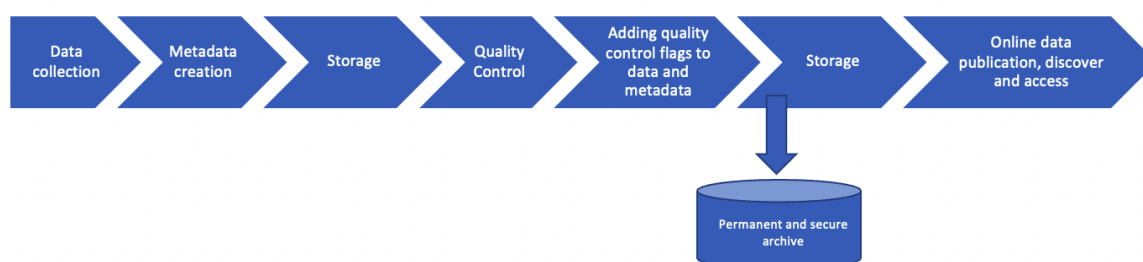 Data
collection
Metadata
creation
Storage
Quality
Control
Adding quality
control flags to
data and
metadata
Storage
Online data
publication, discover
and access
Permanent and secure
archive